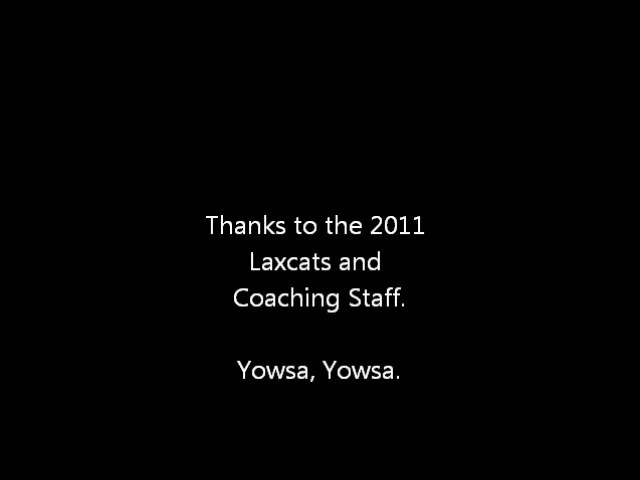 Thanks to the 2011
Laxcats and
Coaching Staff.
Yowsa, Yowsa.